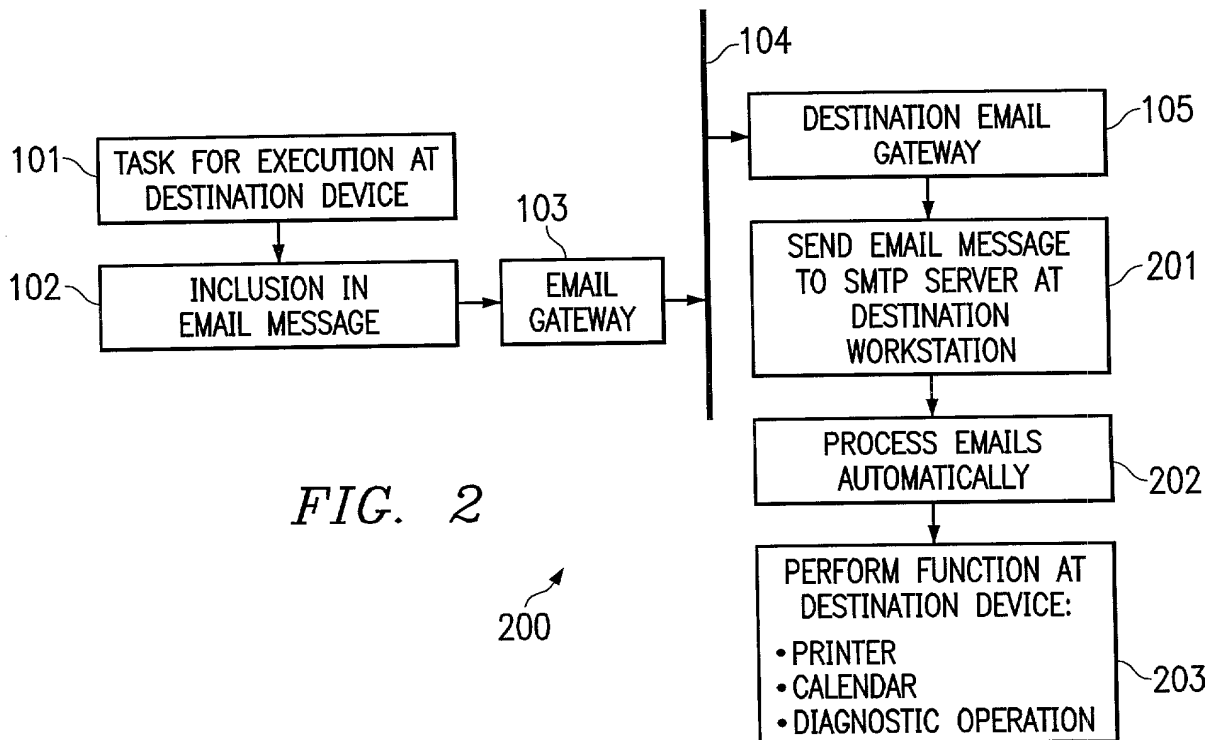 101
TASK FOR EXECUTION AT
DESTINATION DEVICE
102
INCLUSION IN
EMAIL MESSAGE
103
EMAIL
GATEWAY
104
DESTINATION EMAIL
GATEWAY
105
SEND EMAIL MESSAGE
TO SMTP SERVER AT
DESTINATION
WORKSTATION
201
PROCESS EMAILS
AUTOMATICALLY
202
PERFORM FUNCTION AT
DESTINATION DEVICE:
• PRINTER
• CALENDAR
• DIAGNOSTIC OPERATION
203
FIG. 2
200